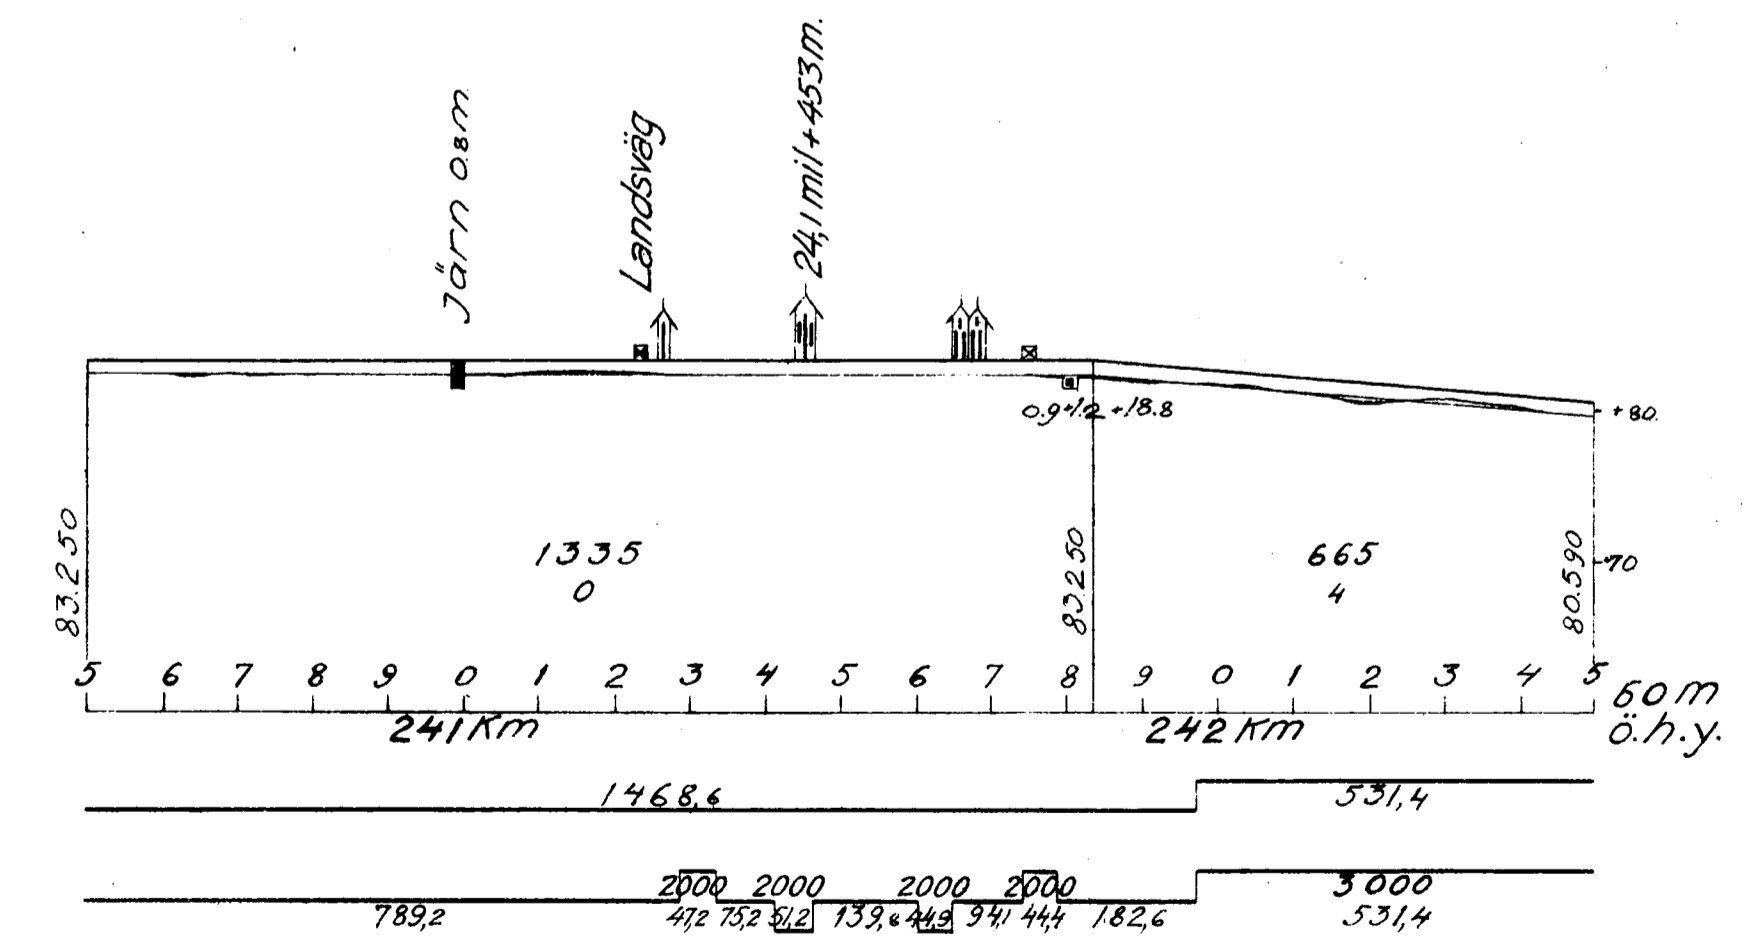 Järn 0.8 m
Landsväg
24,1 mil + 453 m.
0.9+1.2 +18.8
+80.
83.250
1335
0
83.250
665
4
80.590
+70
5 6 7 8 9 0 1 2 3 4 5 6 7 8 9 0 1 2 3 4 5
60 m
241 Km
242 Km
ö.h.y.
1468,6
531,4
2000 2000 2000 2000 3000
789,2 47,2 75,2 51,2 139,6 44,9 94,1 44,4 182,6 531,4